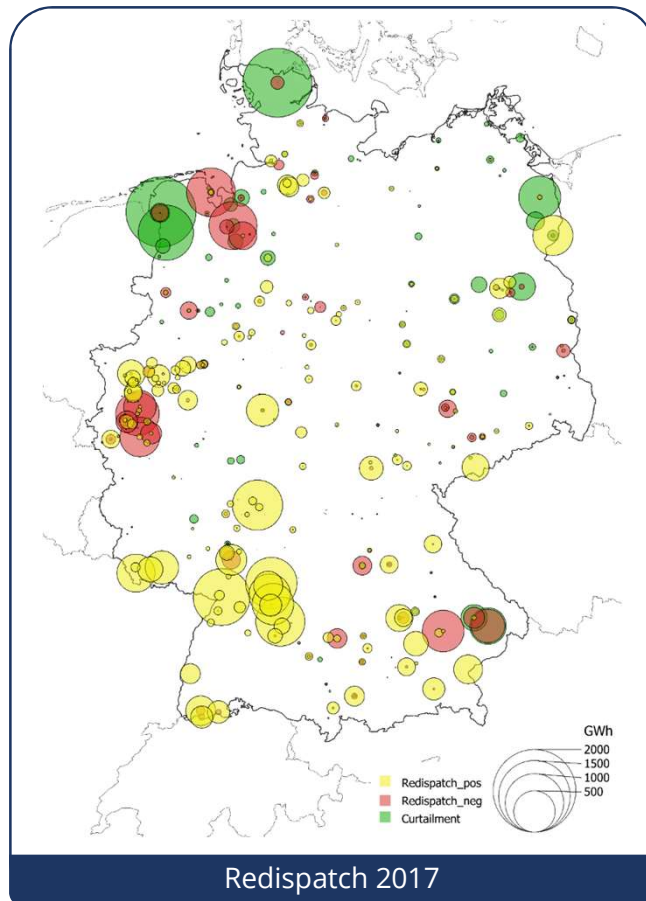 GWh
2000
1500
1000
500
Redispatch_pos
Redispatch_neg
Curtailment
Redispatch 2017